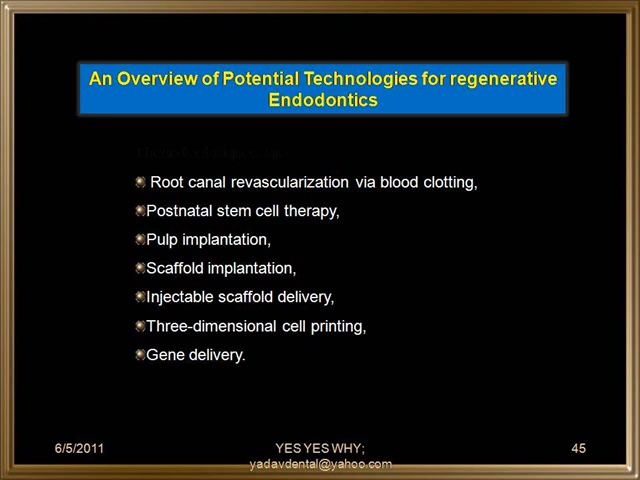 An Overview of Potential Technologies for regenerative
Endodontics
Root canal revascularization via blood clotting,
Postnatal stem cell therapy,
Pulp implantation,
Scaffold implantation,
Injectable scaffold delivery,
Three-dimensional cell printing,
Gene delivery.
6/5/2011
YES YES WHY;
yadavdental@yahoo.com
45